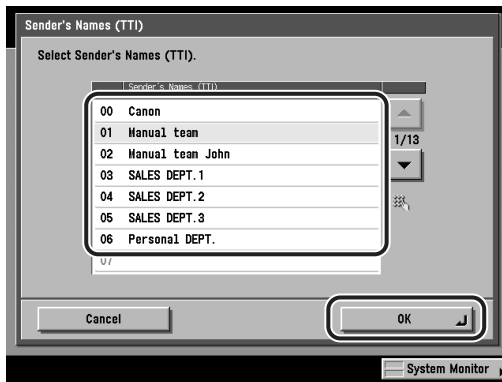 Sender's Names (TTI)
Select Sender's Names (TTI).
Sender's Names (TTI)
00 Canon
01 Manual team
02 Manual team John
03 SALES DEPT.1
04 SALES DEPT.2
05 SALES DEPT.3
06 Personal DEPT.
07
1/13
Cancel
OK
System Monitor